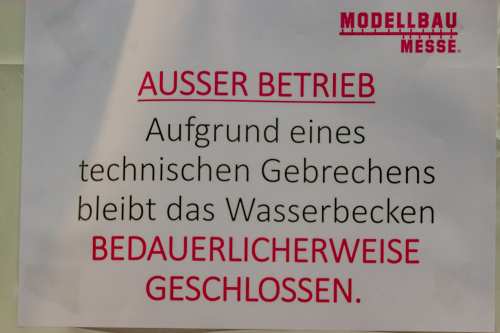 MODELLBAU
MESSE
AUSSER BETRIEB
Aufgrund eines
technischen Gebrechens
bleibt das Wasserbecken
BEDAUERLICHERWEISE
GESCHLOSSEN.